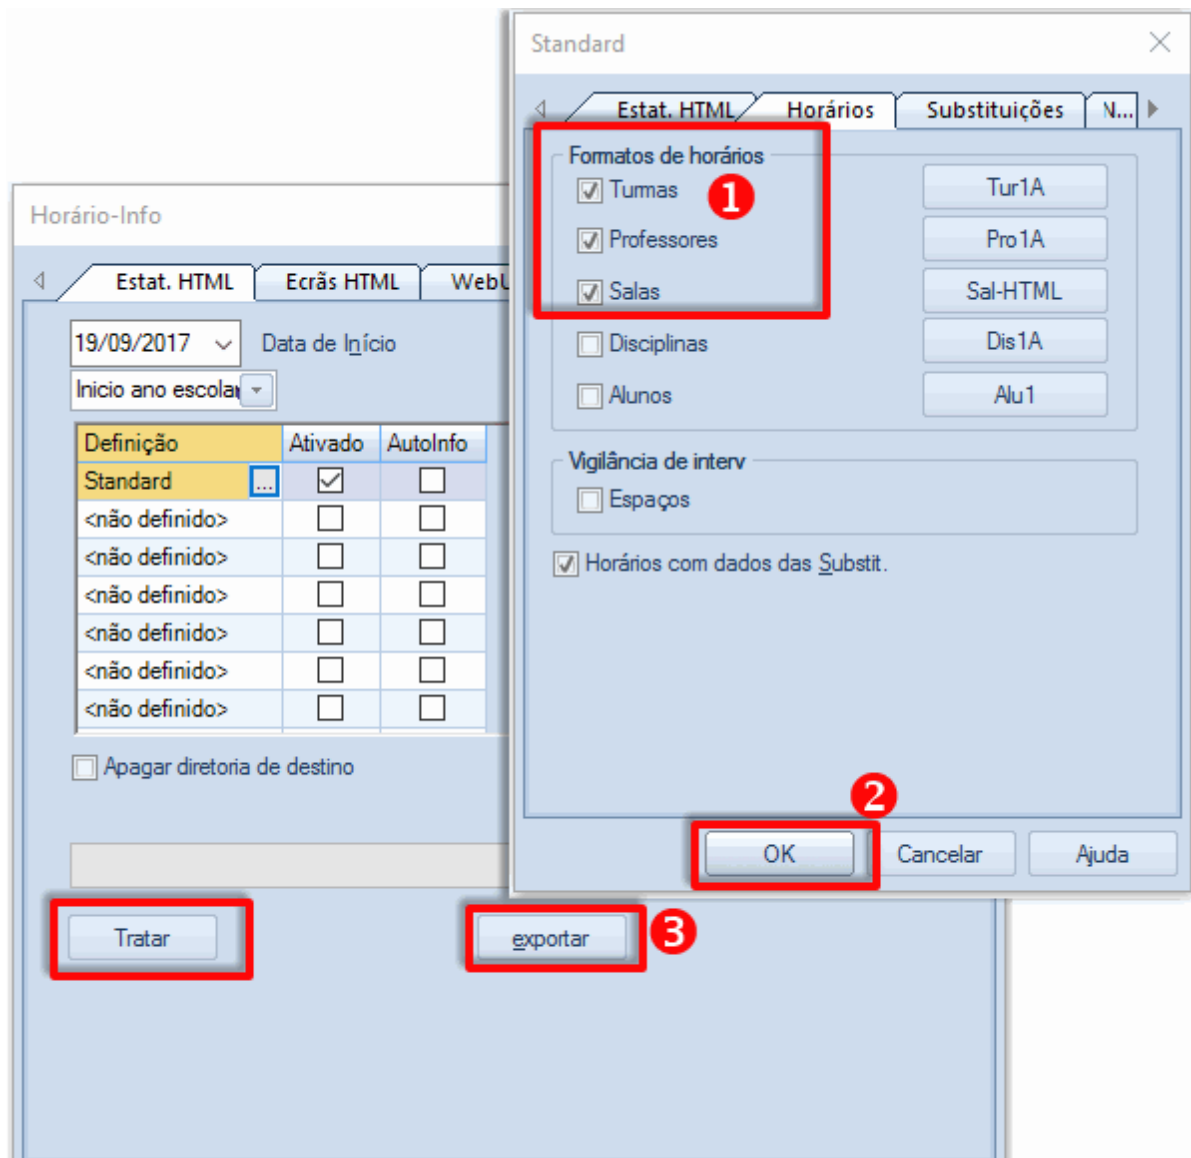 Standard
Estat. HTML Horários Substituições N...
Formatos de horários
Turmas 1 Tur1A
Professores Pro1A
Salas Sal-HTML
Disciplinas Dis1A
Alunos Alu1
Vigilância de interv
Espaços
Horários com dados das Substit.
2
OK Cancelar Ajuda
Horário-Info
Estat. HTML Ecrãs HTML WebU
19/09/2017 Data de Início
Inicio ano escolar
Definição Ativado AutoInfo
Standard ...
<não definido>
<não definido>
<não definido>
<não definido>
<não definido>
<não definido>
Apagar diretoria de destino
Tratar exportar 3